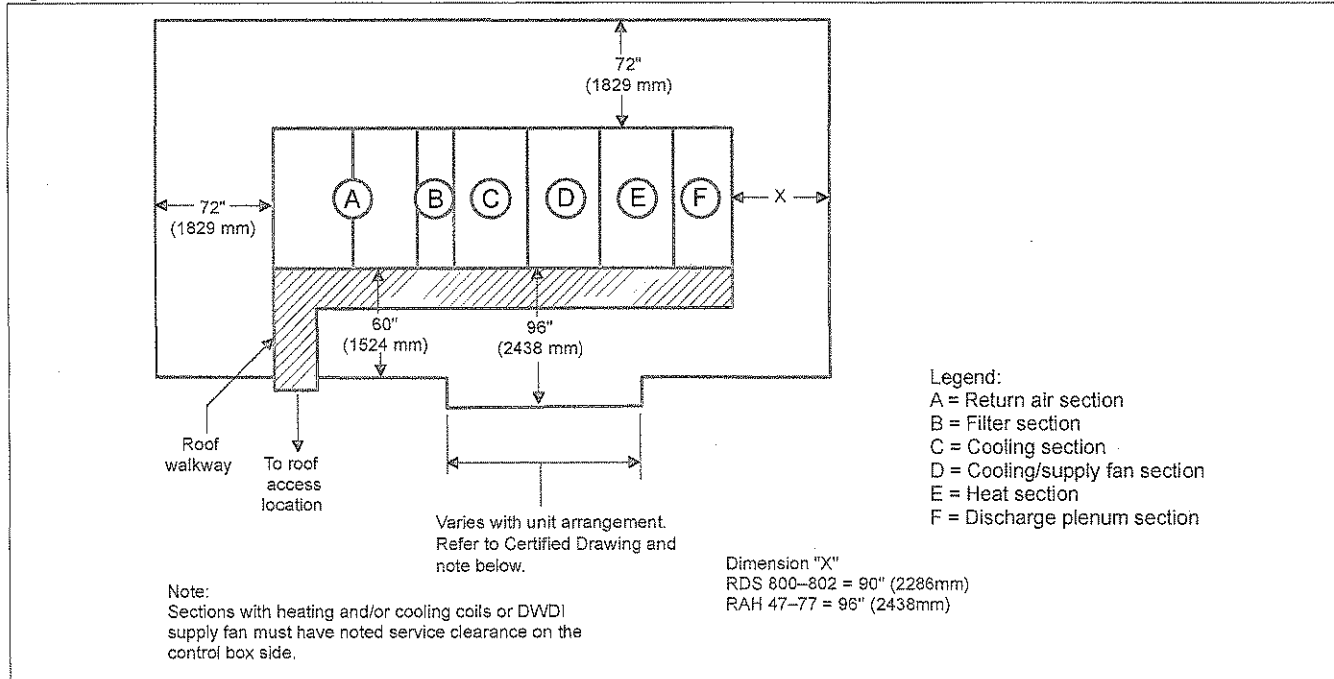 72"
(1829 mm)
A
B
C
D
E
F
72"
(1829 mm)
X
60"
(1524 mm)
96"
(2438 mm)
Roof
walkway
To roof
access
location
Varies with unit arrangement.
Refer to Certified Drawing and
note below.
Legend:
A = Return air section
B = Filter section
C = Cooling section
D = Cooling/supply fan section
E = Heat section
F = Discharge plenum section
Dimension "X"
RDS 800–802 = 90" (2286mm)
RAH 47–77 = 96" (2438mm)
Note:
Sections with heating and/or cooling coils or DWDI
supply fan must have noted service clearance on the
control box side.